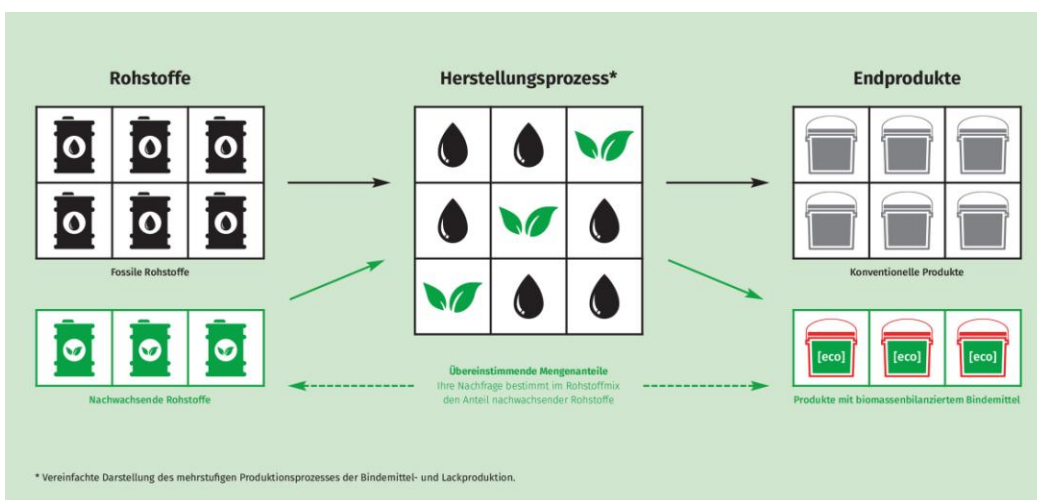 Rohstoffe
Herstellungsprozess*
Endprodukte
Fossile Rohstoffe
Konventionelle Produkte
[eco]
[eco]
[eco]
Übereinstimmende Mengenanteile
Ihre Nachfrage bestimmt im Rohstoffmix
den Anteil nachwachsender Rohstoffe
Nachwachsende Rohstoffe
Produkte mit biomassenbilanziertem Bindemittel
* Vereinfachte Darstellung des mehrstufigen Produktionsprozesses der Bindemittel- und Lackproduktion.